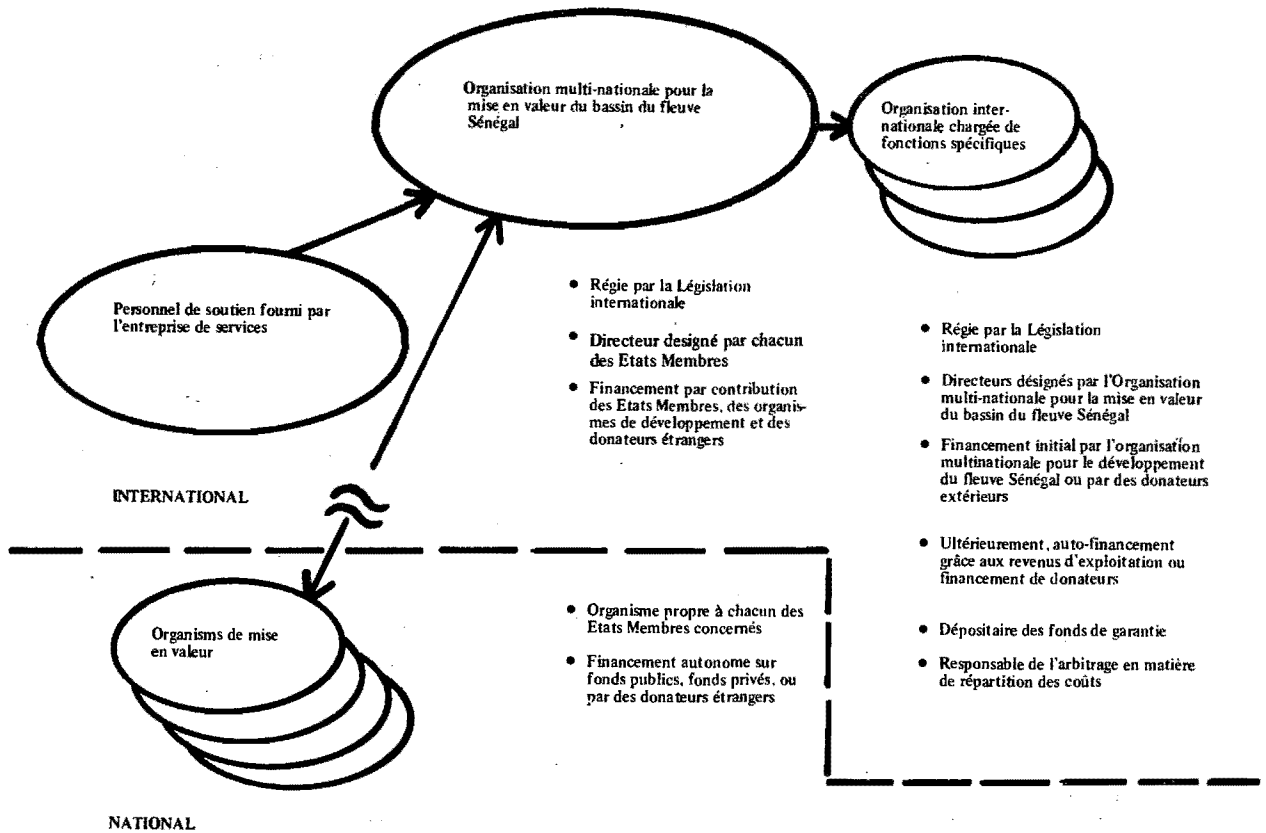 Organisation multi-nationale pour la
mise en valeur du bassin du fleuve
Sénégal
Organisation inter-
nationale chargée de
fonctions spécifiques
Personnel de soutien fourni par
l'entreprise de services
• Régie par la Législation
internationale
• Directeur designé par chacun
des Etats Membres
• Financement par contribution
des Etats Membres, des organis-
mes de développement et des
donateurs étrangers
• Régie par la Législation
internationale
• Directeurs désignés par l'Organisation
multi-nationale pour la mise en valeur
du bassin du fleuve Sénégal
• Financement initial par l'organisation
multinationale pour le développement
du fleuve Sénégal ou par des donateurs
extérieurs
• Ultérieurement, auto-financement
grâce aux revenus d'exploitation ou
financement de donateurs
• Dépositaire des fonds de garantie
• Responsable de l'arbitrage en matière
de répartition des coûts
INTERNATIONAL
Organisms de mise
en valeur
• Organisme propre à chacun des
Etats Membres concernés
• Financement autonome sur
fonds publics, fonds privés, ou
par des donateurs étrangers
NATIONAL